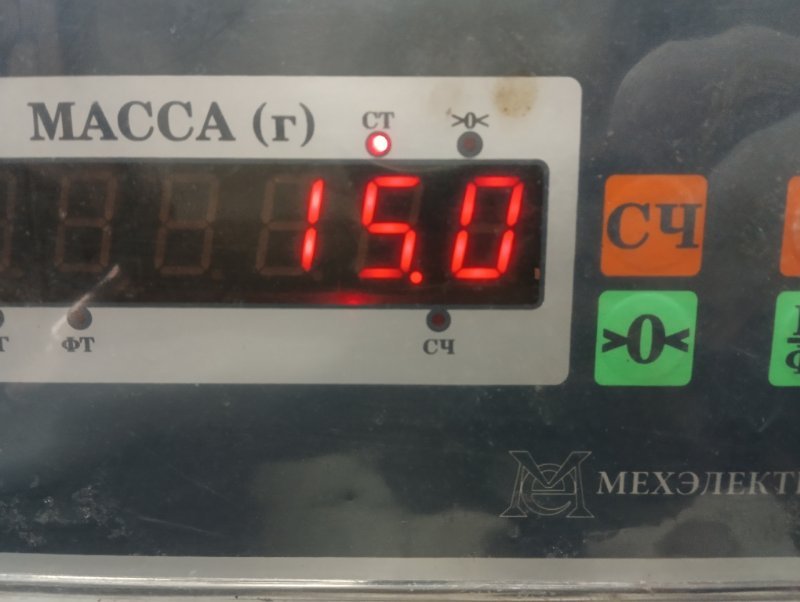 МАССА (г)
СТ
>0<
15.0
СЧ
ФТ
СЧ
>0<
МЕХЭЛЕКТ